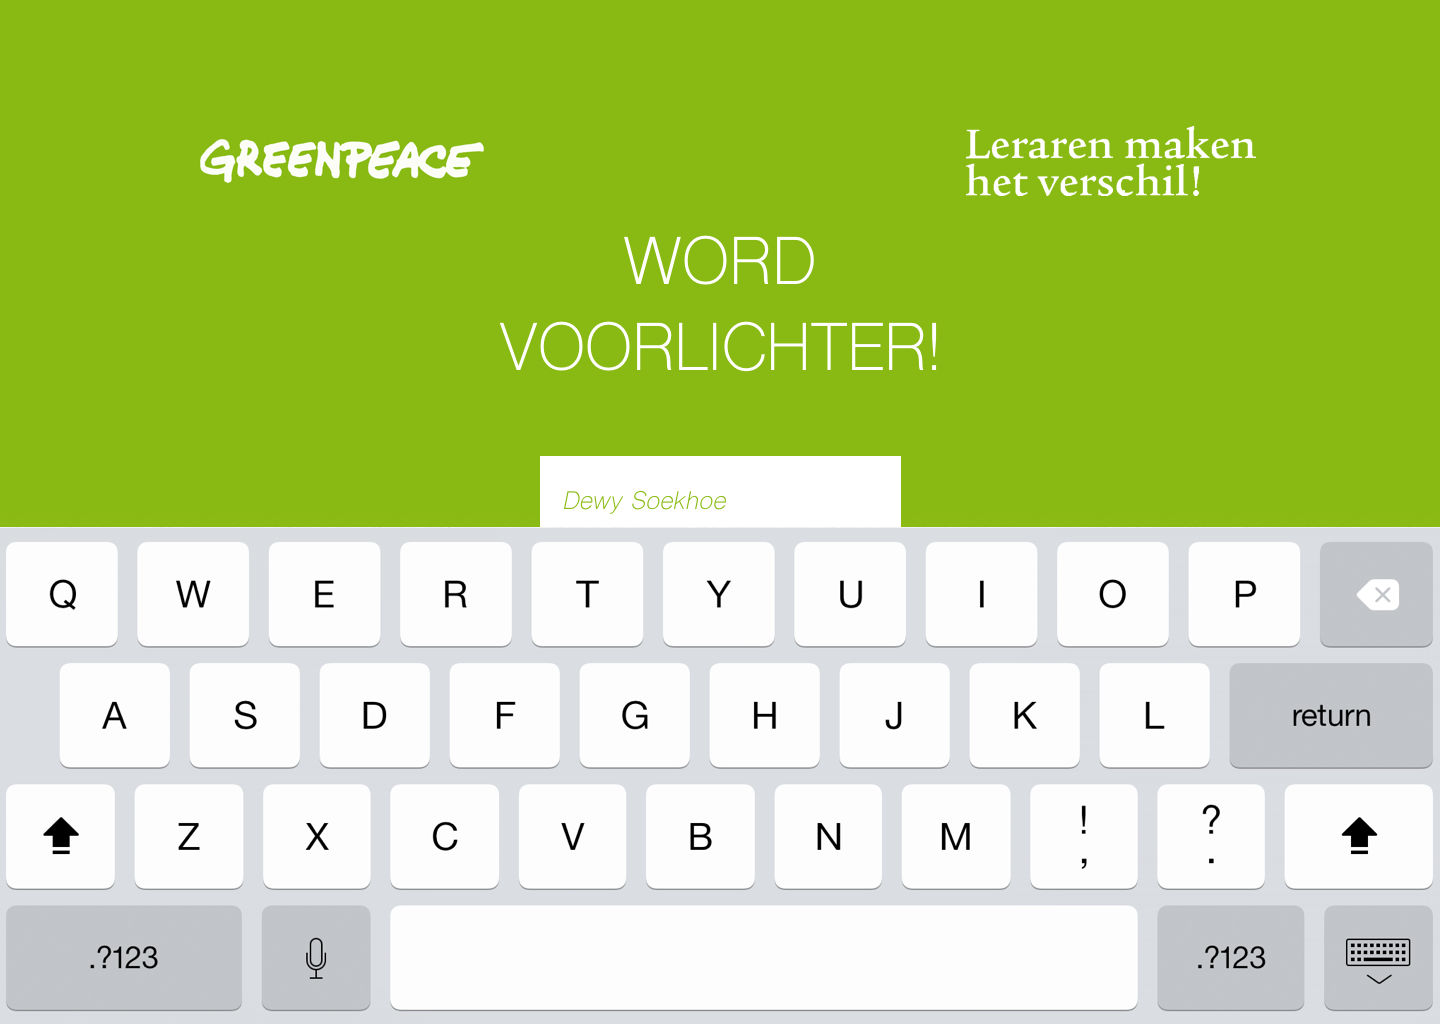 GREENPEACE
Leraren maken
het verschil!
WORD
VOORLICHTER!
Dewy Soekhoe
Q W E R T Y U I O P
A S D F G H J K L return
Z X C V B N M ! ?
, .
.?123 .?123